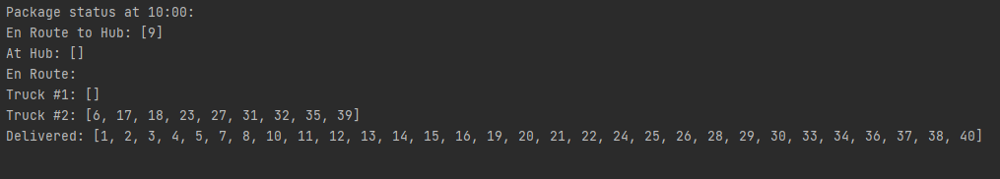 Package status at 10:00:
En Route to Hub: [9]
At Hub: []
En Route:
Truck #1: []
Truck #2: [6, 17, 18, 23, 27, 31, 32, 35, 39]
Delivered: [1, 2, 3, 4, 5, 7, 8, 10, 11, 12, 13, 14, 15, 16, 19, 20, 21, 22, 24, 25, 26, 28, 29, 30, 33, 34, 36, 37, 38, 40]